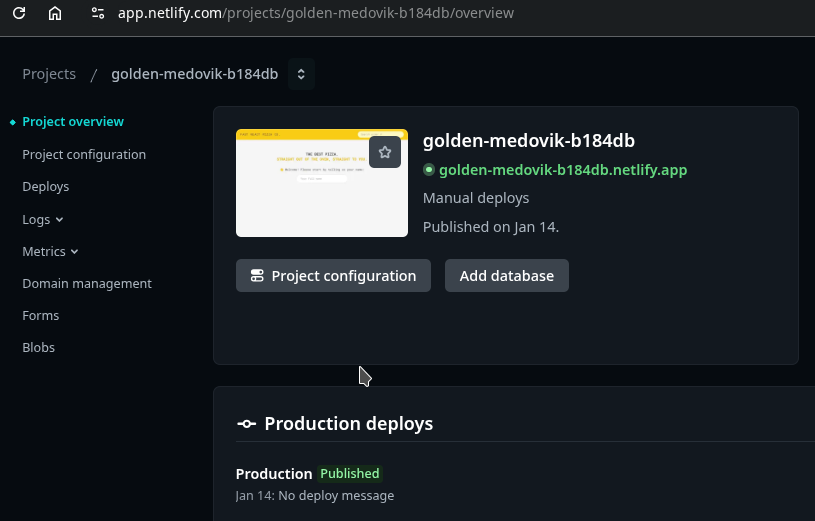 app.netlify.com/projects/golden-medovik-b184db/overview
Projects / golden-medovik-b184db
Project overview
Project configuration
Deploys
Logs
Metrics
Domain management
Forms
Blobs
THE BEST PIZZA.
STRAIGHT OUT OF THE OVEN, STRAIGHT TO YOU.
golden-medovik-b184db
golden-medovik-b184db.netlify.app
Manual deploys
Published on Jan 14.
Project configuration
Add database
Production deploys
Production Published
Jan 14: No deploy message